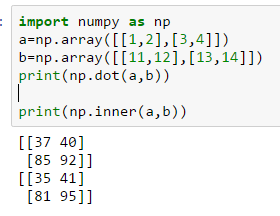 :
import numpy as np
a=np.array([[1,2],[3,4]])
b=np.array([[11,12],[13,14]])
print(np.dot(a,b))
print(np.inner(a,b))
[[37 40]
 [85 92]]
[[35 41]
 [81 95]]